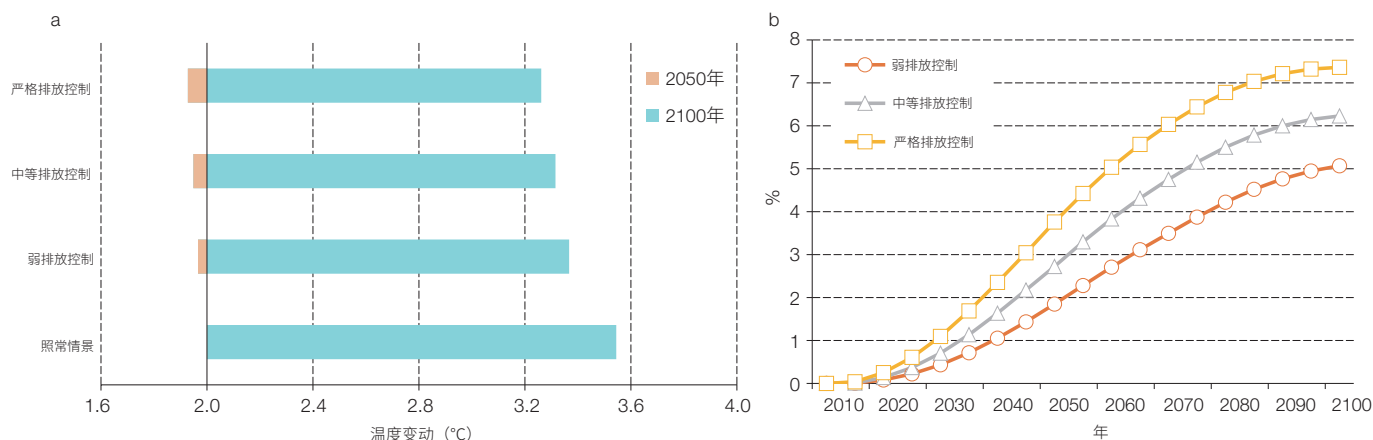 a
严格排放控制
中等排放控制
弱排放控制
照常情景
2050年
2100年
1.6 2.0 2.4 2.8 3.2 3.6 4.0
温度变动（°C）
b
8
7
6
5
4
3
2
1
0
%
弱排放控制
中等排放控制
严格排放控制
2010 2020 2030 2040 2050 2060 2070 2080 2090 2100
年